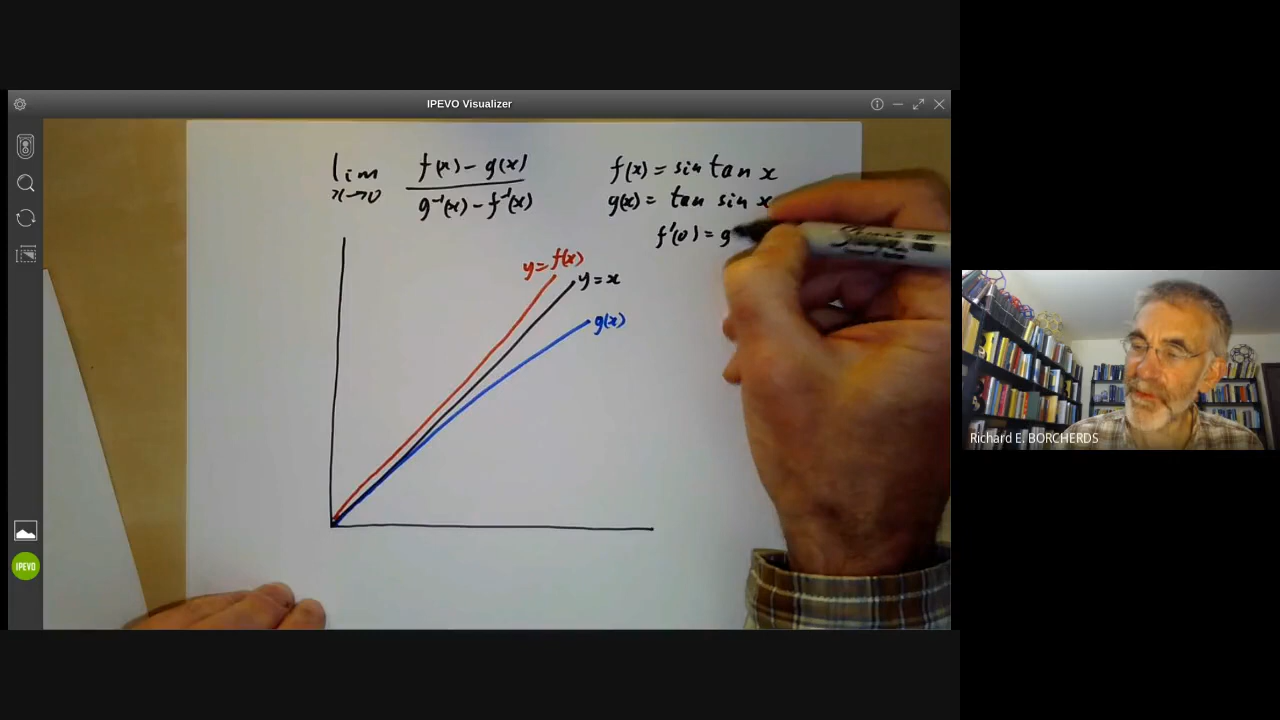 IPEVO Visualizer
lim x→0 f(x) − g(x) / g⁻¹(x) − f⁻¹(x)
f(x) = sin tan x
g(x) = tan sin x
f'(0) = g
y = f(x)
y = x
g(x)
Richard E. BORCHERDS
IPEVO